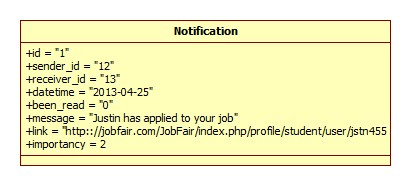 Notification
+id = "1"
+sender_id = "12"
+receiver_id = "13"
+datetime = "2013-04-25"
+been_read = "0"
+message = "Justin has applied to your job"
+link = "http:://jobfair.com/JobFair/index.php/profile/student/user/jstn455
+importancy = 2